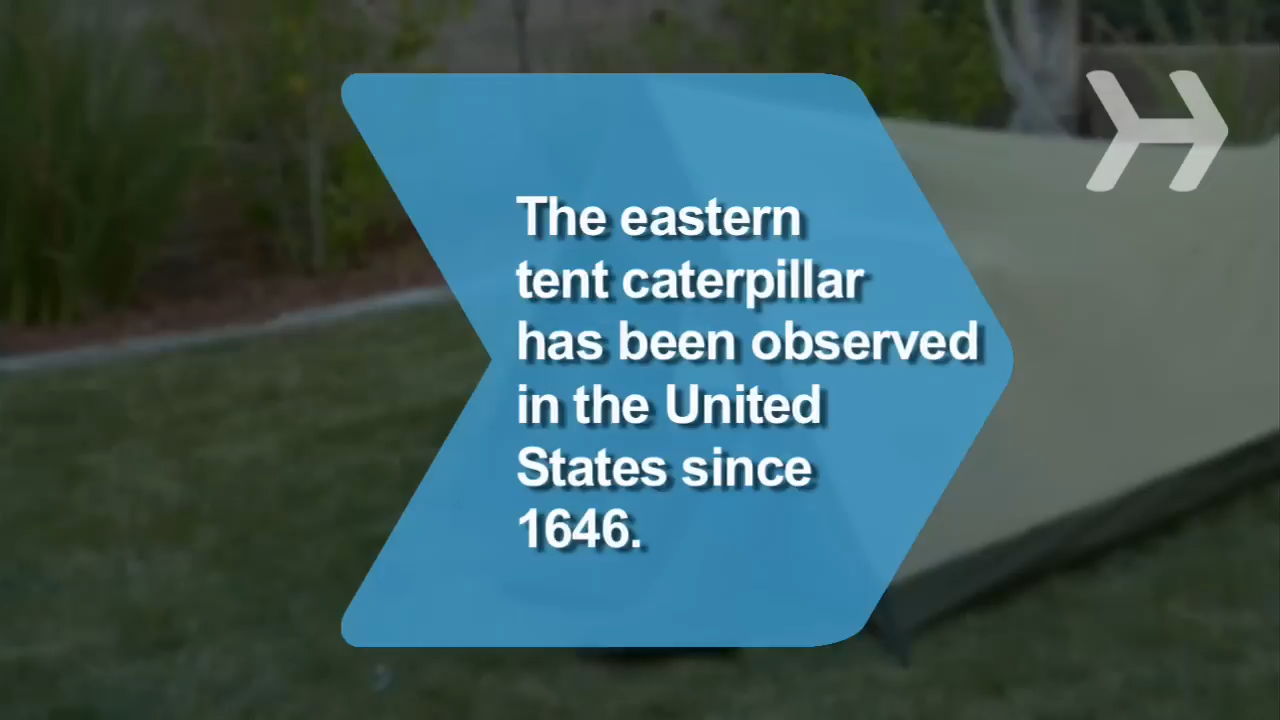 The eastern
tent caterpillar
has been observed
in the United
States since
1646.